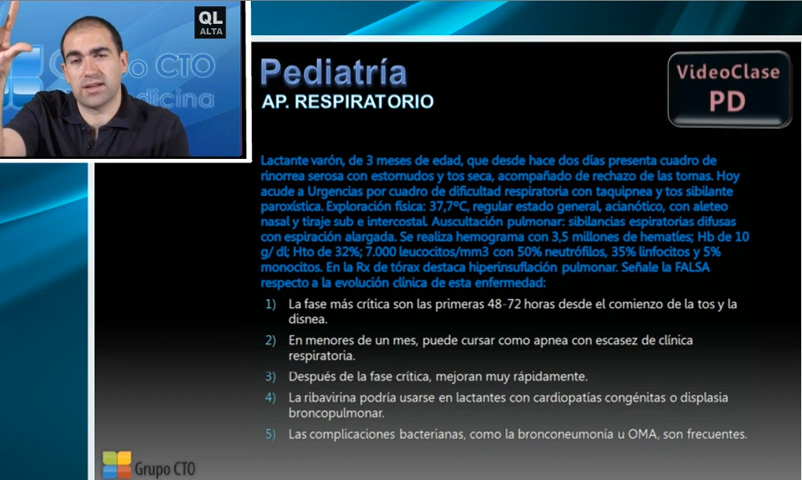 QL
ALTA
Grupo CTO
Medicina
Pediatría
AP. RESPIRATORIO
VideoClase
PD
Lactante varón, de 3 meses de edad, que desde hace dos días presenta cuadro de
rinorrea serosa con estornudos y tos seca, acompañado de rechazo de las tomas. Hoy
acude a Urgencias por cuadro de dificultad respiratoria con taquipnea y tos sibilante
paroxística. Exploración física: 37,7ºC, regular estado general, acianótico, con aleteo
nasal y tiraje sub e intercostal. Auscultación pulmonar: sibilancias espiratorias difusas
con espiración alargada. Se realiza hemograma con 3,5 millones de hematíes; Hb de 10
g/ dl; Hto de 32%; 7.000 leucocitos/mm3 con 50% neutrófilos, 35% linfocitos y 5%
monocitos. En la Rx de tórax destaca hiperinsuflación pulmonar. Señale la FALSA
respecto a la evolución clínica de esta enfermedad:
1) La fase más crítica son las primeras 48-72 horas desde el comienzo de la tos y la
disnea.
2) En menores de un mes, puede cursar como apnea con escasez de clínica
respiratoria.
3) Después de la fase crítica, mejoran muy rápidamente.
4) La ribavirina podría usarse en lactantes con cardiopatías congénitas o displasia
broncopulmonar.
5) Las complicaciones bacterianas, como la bronconeumonía u OMA, son frecuentes.
Grupo CTO